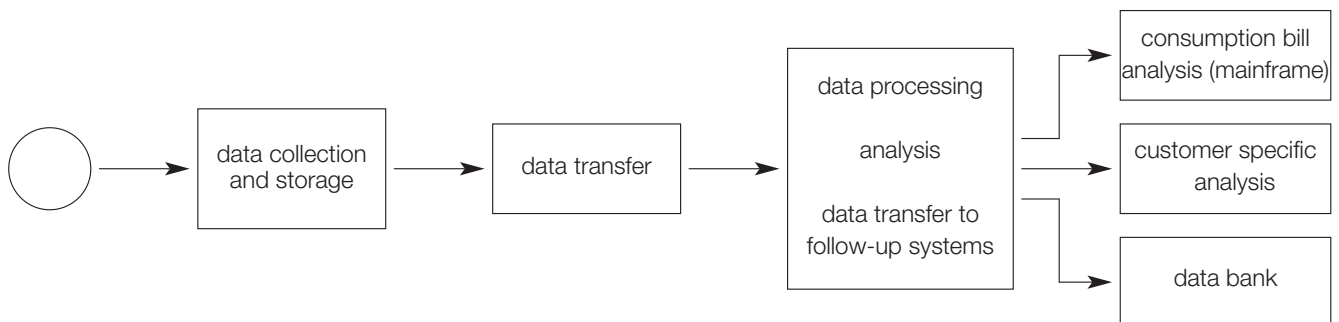 data collection
and storage
data transfer
data processing
analysis
data transfer to
follow-up systems
consumption bill
analysis (mainframe)
customer specific
analysis
data bank